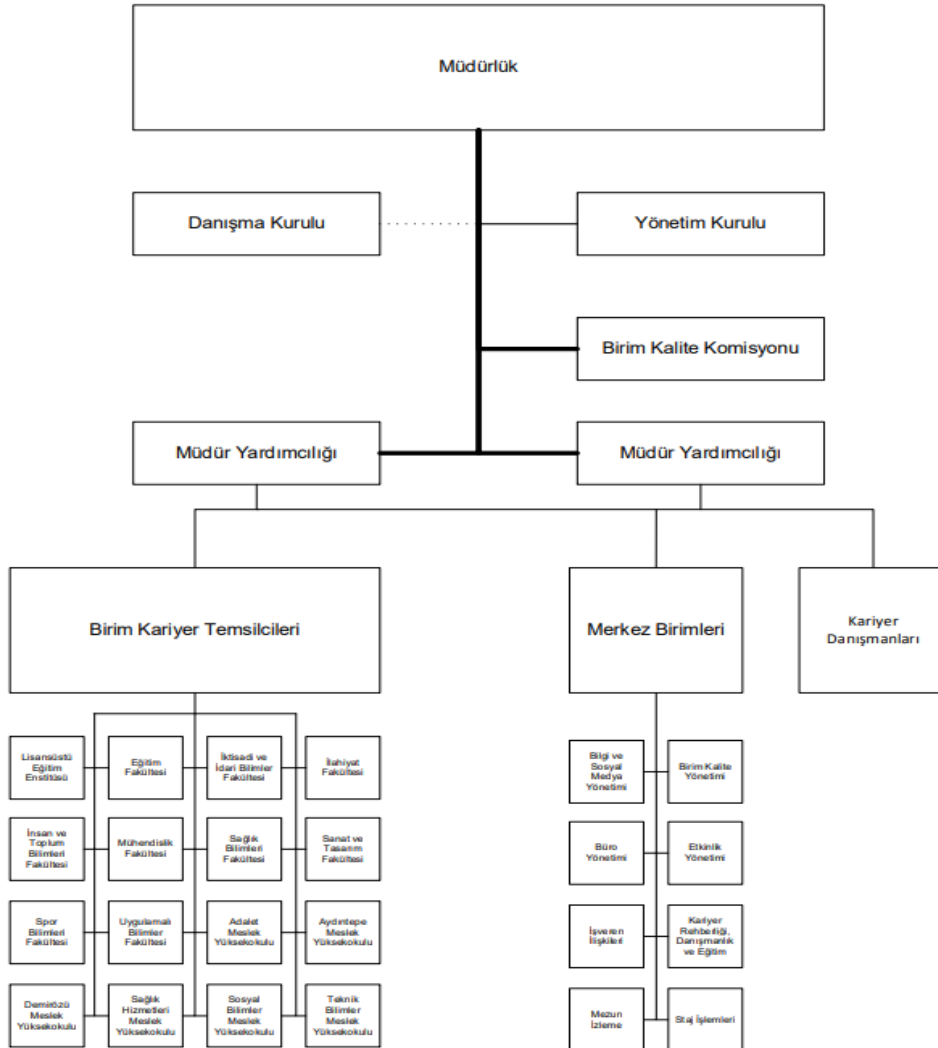 Müdürlük
Danışma Kurulu
Yönetim Kurulu
Birim Kalite Komisyonu
Müdür Yardımcılığı
Müdür Yardımcılığı
Birim Kariyer Temsilcileri
Merkez Birimleri
Kariyer
Danışmanları
Lisansüstü
Eğitim
Enstitüsü
Eğitim
Fakültesi
İktisadi ve
İdari Bilimler
Fakültesi
İlahiyat
Fakültesi
İnsan ve
Toplum
Bilimleri
Fakültesi
Mühendislik
Fakültesi
Sağlık
Bilimleri
Fakültesi
Sanat ve
Tasarım
Fakültesi
Spor
Bilimleri
Fakültesi
Uygulamalı
Bilimler
Fakültesi
Adalet
Meslek
Yüksekokulu
Aydıntepe
Meslek
Yüksekokulu
Demirözü
Meslek
Yüksekokulu
Sağlık
Hizmetleri
Meslek
Yüksekokulu
Sosyal
Bilimler
Meslek
Yüksekokulu
Teknik
Bilimler
Meslek
Yüksekokulu
Bilgi ve
Sosyal
Medya
Yönetimi
Birim Kalite
Yönetimi
Büro
Yönetimi
Etkinlik
Yönetimi
İşveren
İlişkileri
Kariyer
Rehberliği,
Danışmanlık
ve Eğitim
Mezun
İzleme
Staj İşlemleri